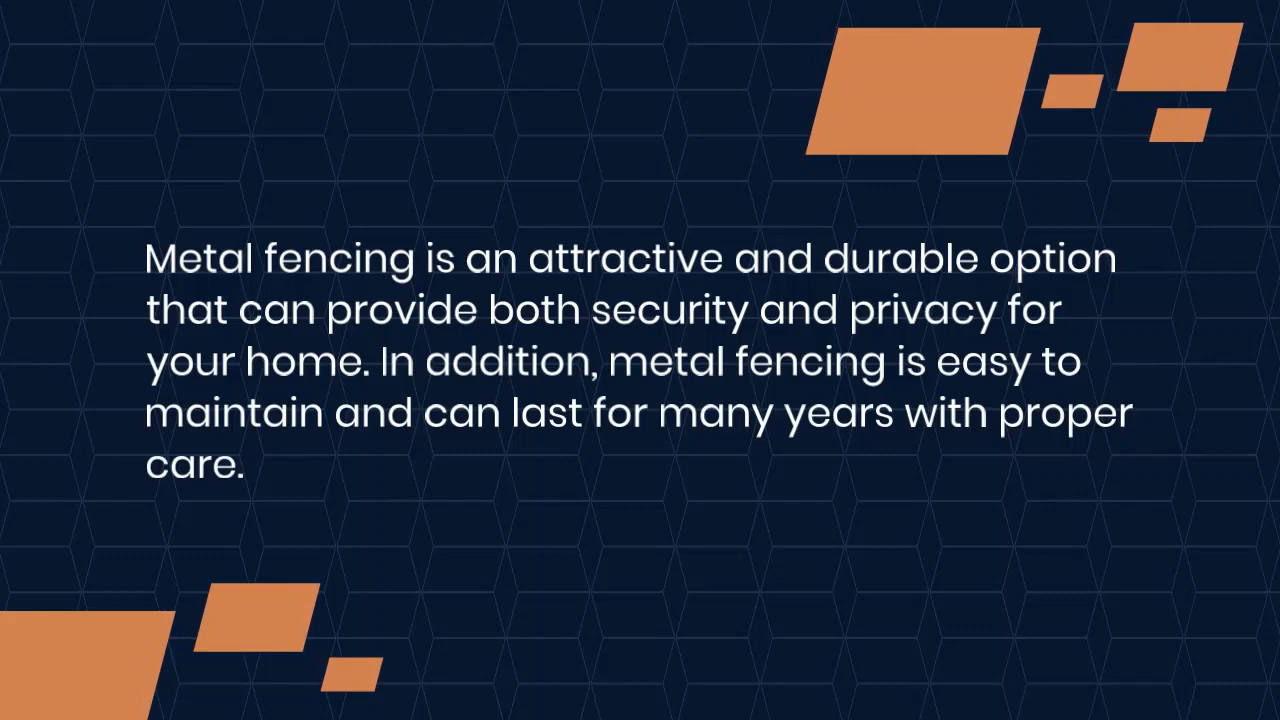 Metal fencing is an attractive and durable option
that can provide both security and privacy for
your home. In addition, metal fencing is easy to
maintain and can last for many years with proper
care.